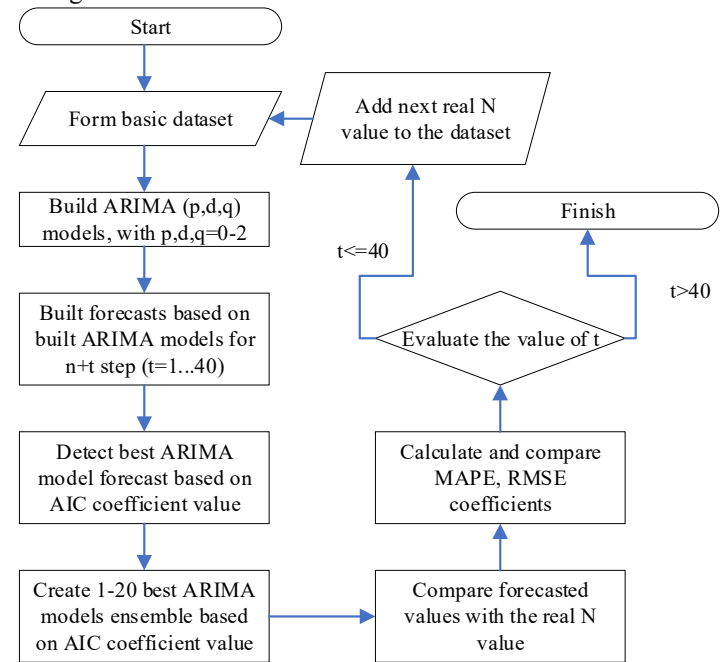 Start
Form basic dataset
Add next real N
value to the dataset
Build ARIMA (p,d,q)
models, with p,d,q=0-2
Finish
t<=40
t>40
Built forecasts based on
built ARIMA models for
n+t step (t=1...40)
Evaluate the value of t
Detect best ARIMA
model forecast based on
AIC coefficient value
Calculate and compare
MAPE, RMSE
coefficients
Create 1-20 best ARIMA
models ensemble based
on AIC coefficient value
Compare forecasted
values with the real N
value